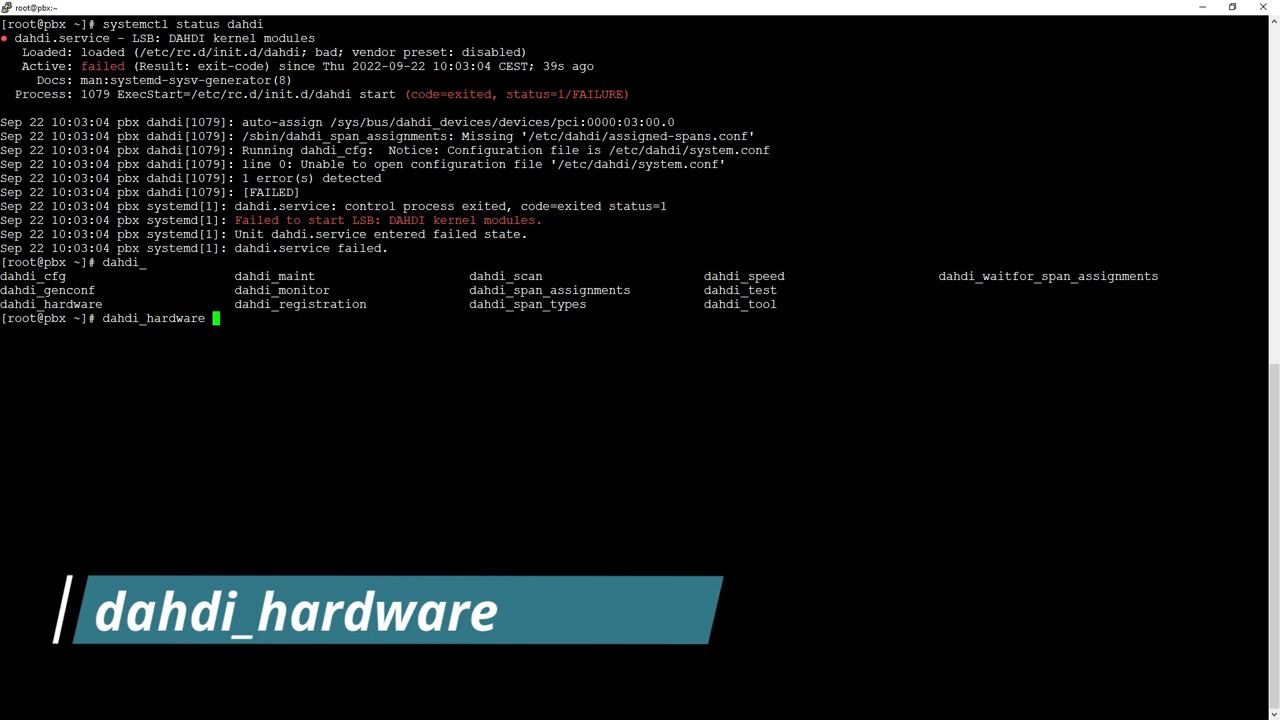 root@pbx:~
[root@pbx ~]# systemctl status dahdi
● dahdi.service - LSB: DAHDI kernel modules
Loaded: loaded (/etc/rc.d/init.d/dahdi; bad; vendor preset: disabled)
Active: failed (Result: exit-code) since Thu 2022-09-22 10:03:04 CEST; 39s ago
Docs: man:systemd-sysv-generator(8)
Process: 1079 ExecStart=/etc/rc.d/init.d/dahdi start (code=exited, status=1/FAILURE)
Sep 22 10:03:04 pbx dahdi[1079]: auto-assign /sys/bus/dahdi_devices/devices/pci:0000:03:00.0
Sep 22 10:03:04 pbx dahdi[1079]: /sbin/dahdi_span_assignments: Missing '/etc/dahdi/assigned-spans.conf'
Sep 22 10:03:04 pbx dahdi[1079]: Running dahdi_cfg:  Notice: Configuration file is /etc/dahdi/system.conf
Sep 22 10:03:04 pbx dahdi[1079]: line 0: Unable to open configuration file '/etc/dahdi/system.conf'
Sep 22 10:03:04 pbx dahdi[1079]: 1 error(s) detected
Sep 22 10:03:04 pbx dahdi[1079]: [FAILED]
Sep 22 10:03:04 pbx systemd[1]: dahdi.service: control process exited, code=exited status=1
Sep 22 10:03:04 pbx systemd[1]: Failed to start LSB: DAHDI kernel modules.
Sep 22 10:03:04 pbx systemd[1]: Unit dahdi.service entered failed state.
Sep 22 10:03:04 pbx systemd[1]: dahdi.service failed.
[root@pbx ~]# dahdi_
dahdi_cfg dahdi_maint dahdi_scan dahdi_speed dahdi_waitfor_span_assignments
dahdi_genconf dahdi_monitor dahdi_span_assignments dahdi_test
dahdi_hardware dahdi_registration dahdi_span_types dahdi_tool
[root@pbx ~]# dahdi_hardware
dahdi_hardware